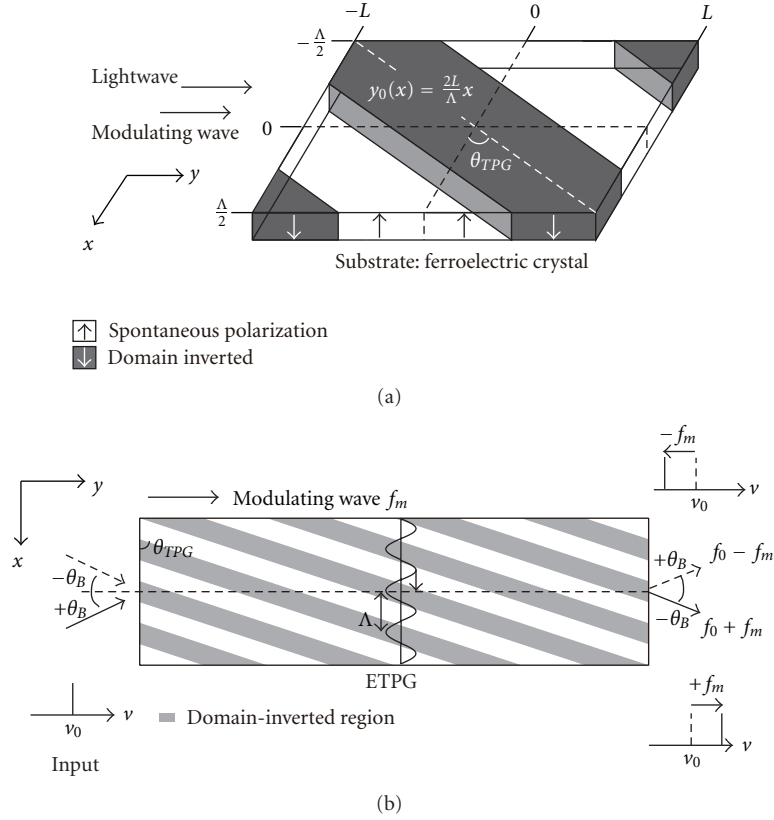 −L 0 L
−Λ/2
Lightwave
y₀(x) = 2L/Λ x
Modulating wave
0
θ_TPG
y
Λ/2
x
Substrate: ferroelectric crystal
Spontaneous polarization
Domain inverted
(a)
− f_m
y
Modulating wave f_m
ν
ν₀
x
θ_TPG
+θ_B
f₀ − f_m
−θ_B
+θ_B
Λ
−θ_B
f₀ + f_m
ETPG
+f_m
ν
Domain-inverted region
ν₀
ν
ν₀
Input
(b)